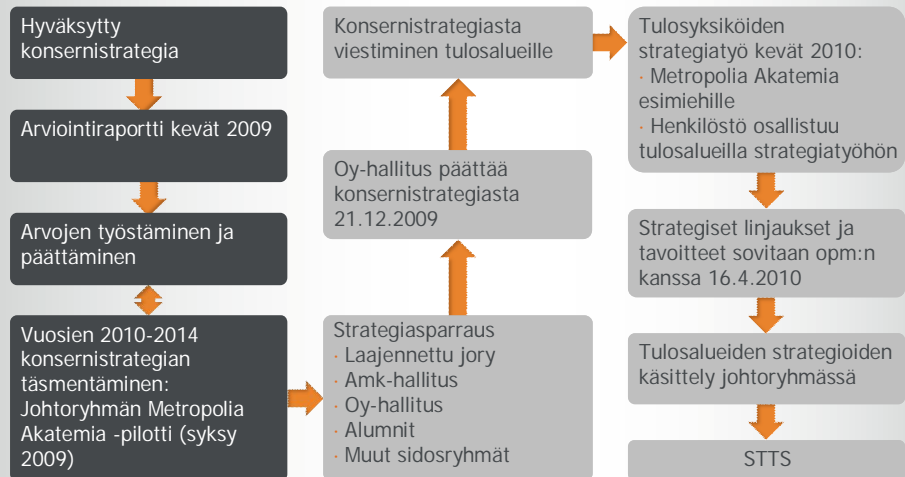 Hyväksytty
konsernistrategia
Arviointiraportti kevät 2009
Arvojen työstäminen ja
päättäminen
Vuosien 2010-2014
konsernistrategian
täsmentäminen:
Johtoryhmän Metropolia
Akatemia -pilotti (syksy
2009)
Strategiasparraus
· Laajennettu jory
· Amk-hallitus
· Oy-hallitus
· Alumnit
· Muut sidosryhmät
Oy-hallitus päättää
konsernistrategiasta
21.12.2009
Konsernistrategiasta
viestiminen tulosalueille
Tulosyksiköiden
strategiatyö kevät 2010:
· Metropolia Akatemia
esimiehille
· Henkilöstö osallistuu
tulosalueilla strategiatyöhön
Strategiset linjaukset ja
tavoitteet sovitaan opm:n
kanssa 16.4.2010
Tulosalueiden strategioiden
käsittely johtoryhmässä
STTS